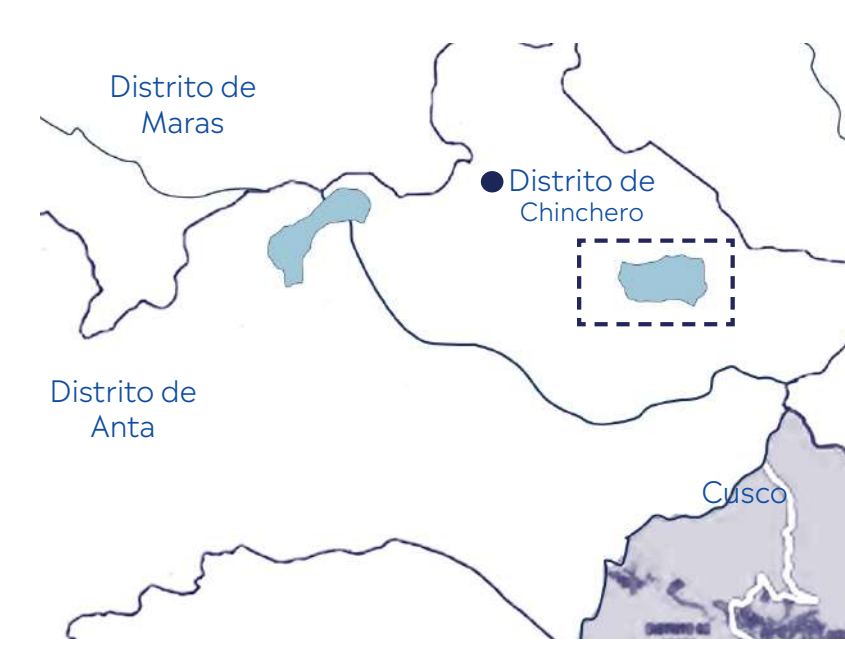 Distrito de
Maras
Distrito de
Chinchero
Distrito de
Anta
Cusco